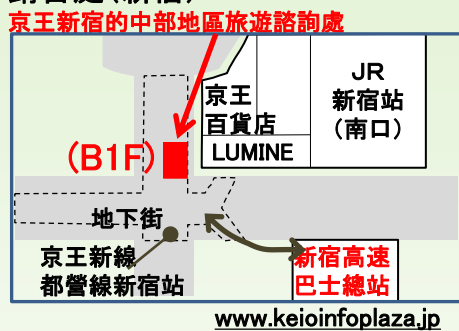 京王新宿的中部地區旅遊諮詢處
京王
百貨店
JR
新宿站
(南口)
LUMINE
(B1F)
地下街
京王新線
都營線新宿站
新宿高速
巴士總站
www.keioinfoplaza.jp